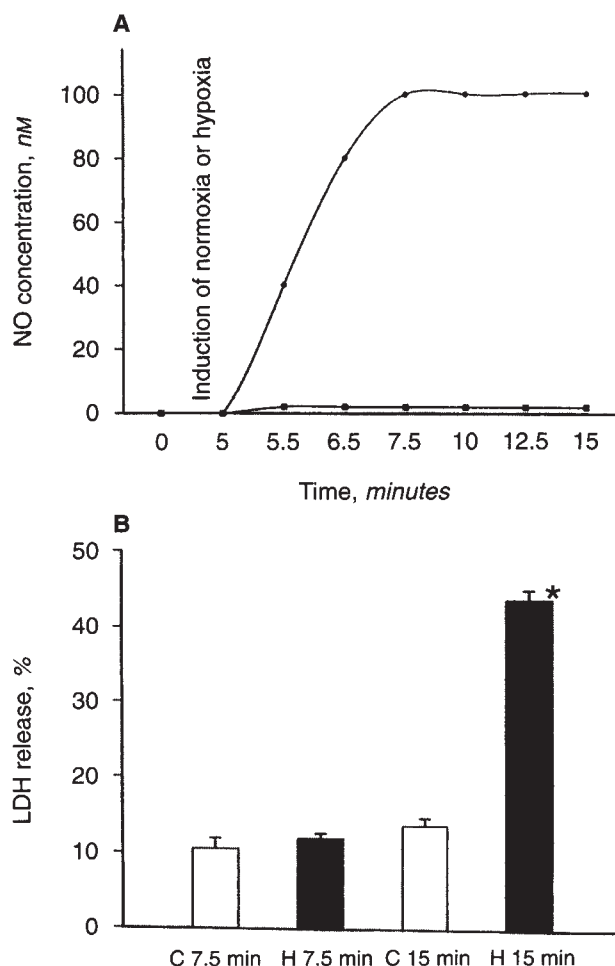 A
NO concentration, nM
100
80
60
40
20
0
Induction of normoxia or hypoxia
0 5 5.5 6.5 7.5 10 12.5 15
Time, minutes
B
LDH release, %
50
40
30
20
10
0
*
C 7.5 min H 7.5 min C 15 min H 15 min